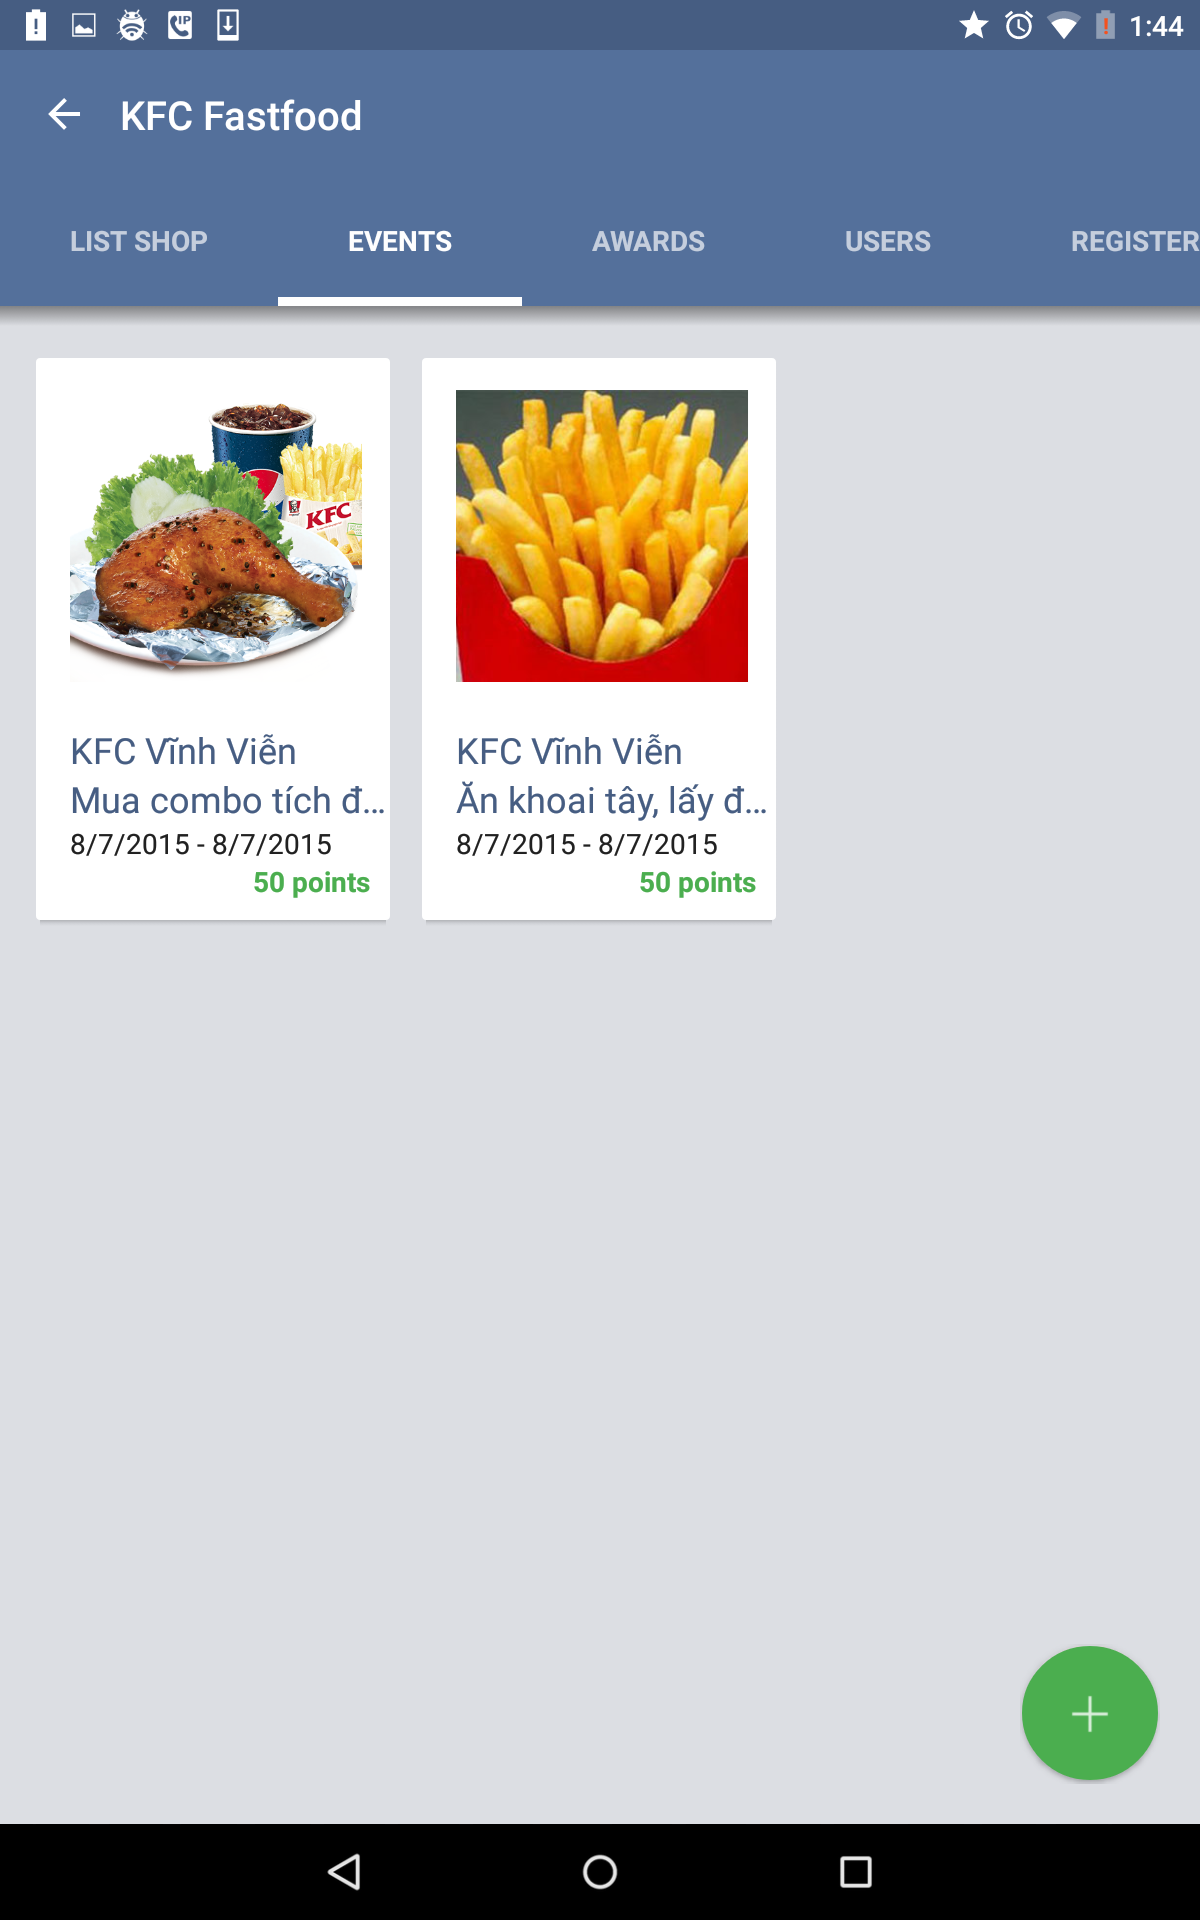 1:44
KFC Fastfood
LIST SHOP
EVENTS
AWARDS
USERS
REGISTER
KFC
KFC Vĩnh Viễn
Mua combo tích đ...
8/7/2015 - 8/7/2015
50 points
KFC Vĩnh Viễn
Ăn khoai tây, lấy đ...
8/7/2015 - 8/7/2015
50 points